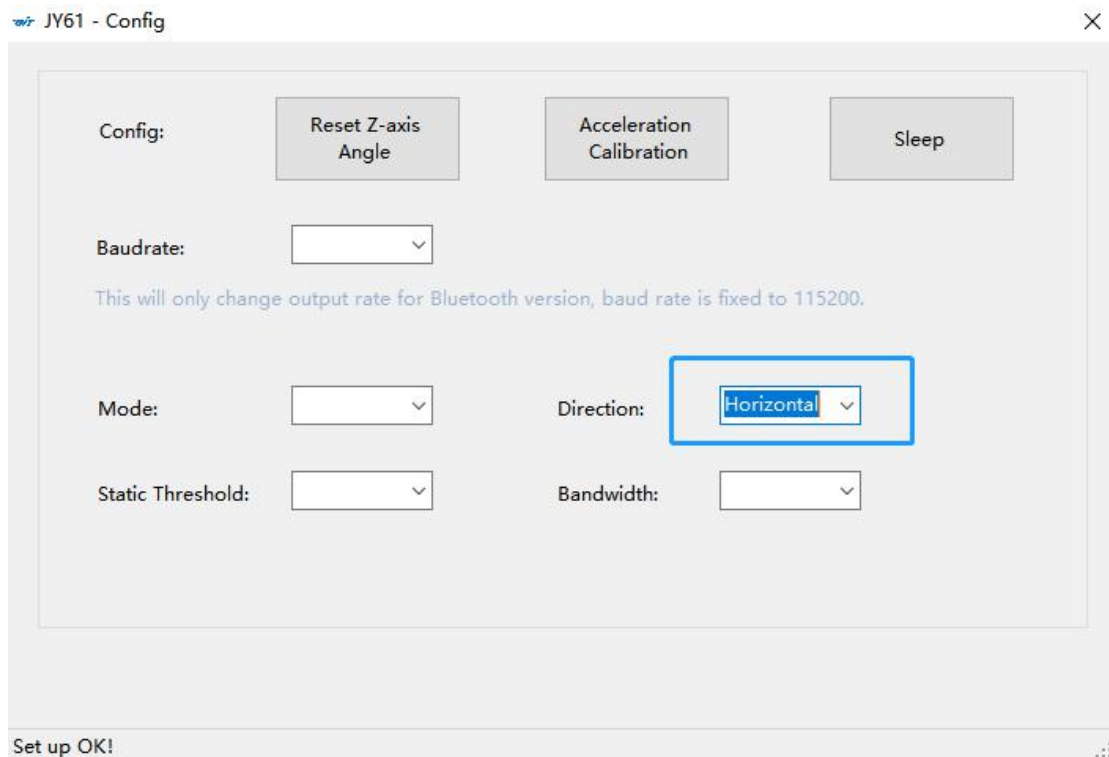 JY61 - Config
Config:
Reset Z-axis
Angle
Acceleration
Calibration
Sleep
Baudrate:
This will only change output rate for Bluetooth version, baud rate is fixed to 115200.
Mode:
Direction:
Horizontal
Static Threshold:
Bandwidth:
Set up OK!